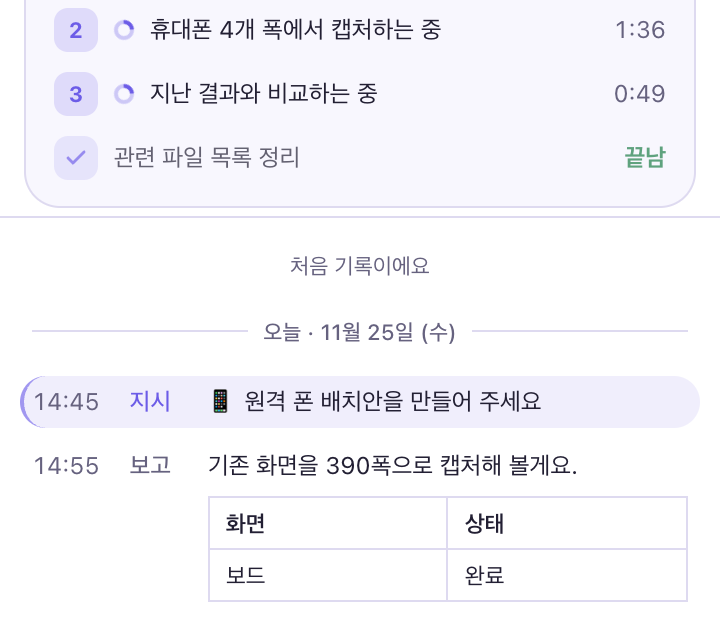 2 휴대폰 4개 폭에서 캡처하는 중 1:36
3 지난 결과와 비교하는 중 0:49
관련 파일 목록 정리 끝남
처음 기록이에요
오늘 · 11월 25일 (수)
14:45 지시 📱 원격 폰 배치안을 만들어 주세요
14:55 보고 기존 화면을 390폭으로 캡처해 볼게요.
화면 상태
보드 완료